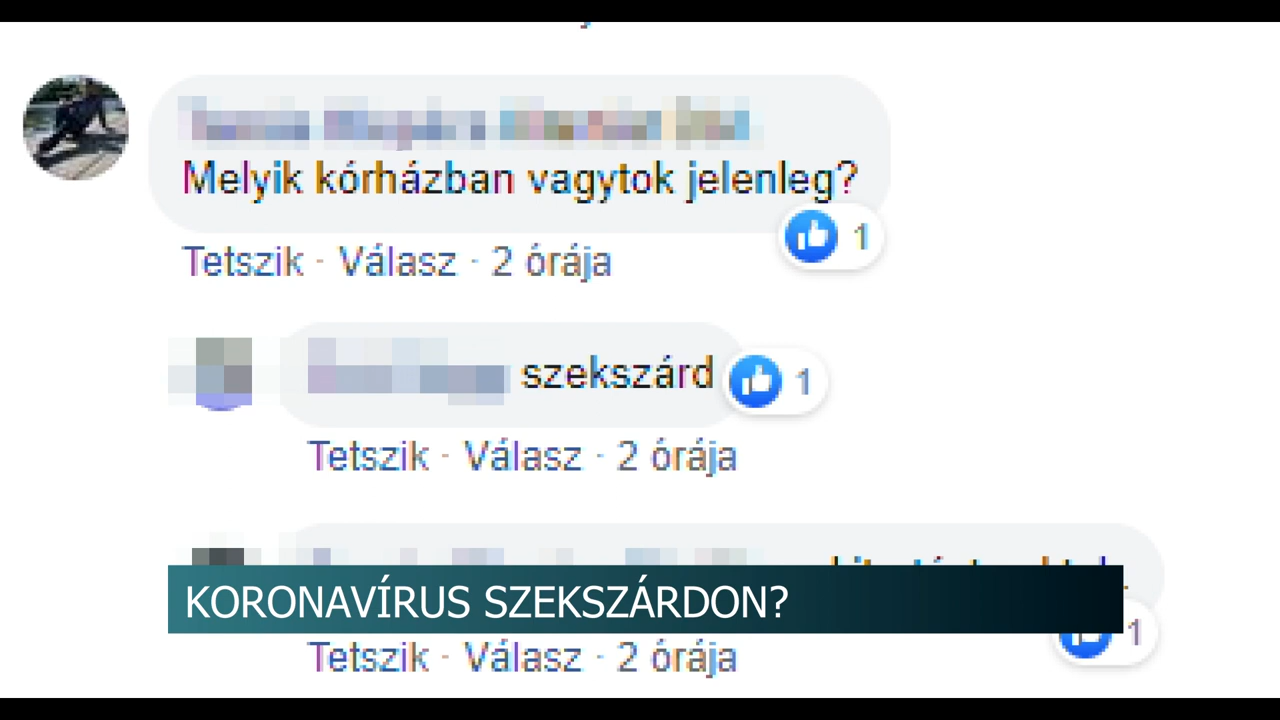 Melyik kórházban vagytok jelenleg?
1
Tetszik · Válasz · 2 órája
szekszárd
1
Tetszik · Válasz · 2 órája
KORONAVÍRUS SZEKSZÁRDON?
1
Tetszik · Válasz · 2 órája